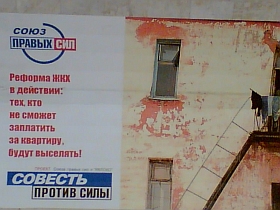 СОЮЗ
ПРАВЫХ СИЛ
Реформа ЖКХ
в действии:
тех, кто
не сможет
заплатить
за квартиру,
будут выселять!
СОВЕСТЬ
ПРОТИВ СИЛЫ